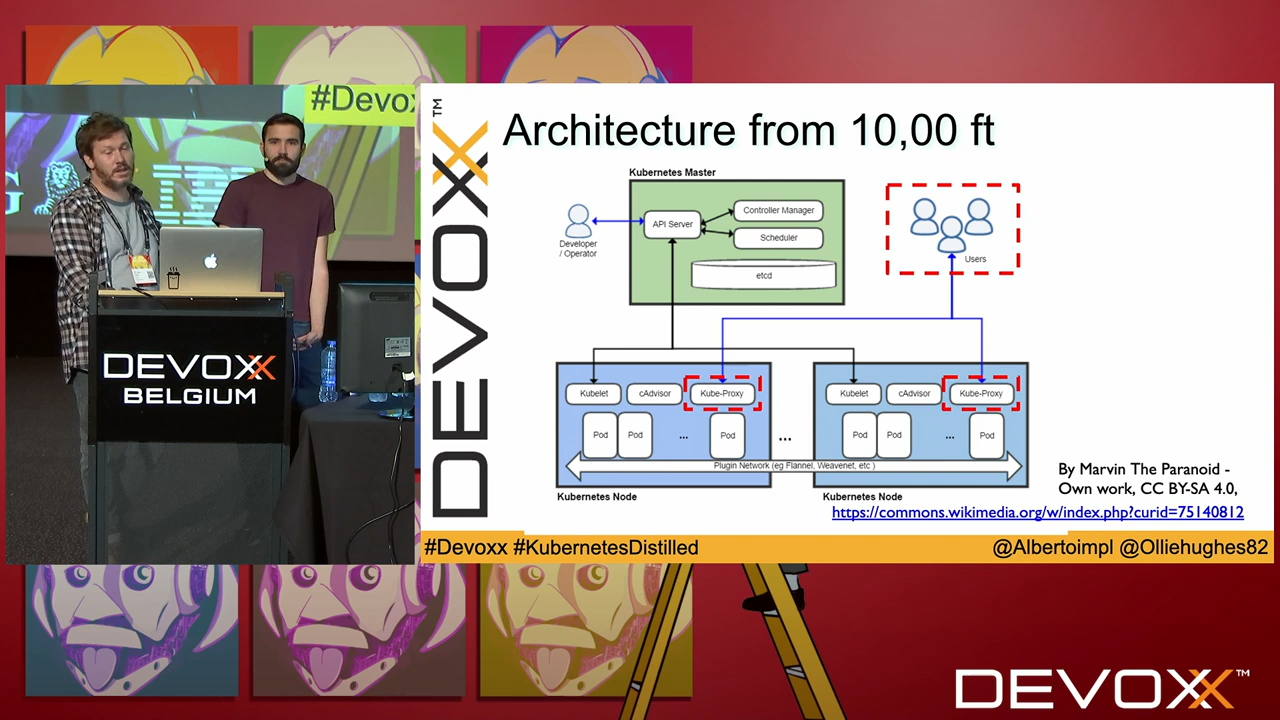 #Devox
G
DEVOXX
BELGIUM
DEVOXX™
Architecture from 10,00 ft
Kubernetes Master
Developer
/ Operator
API Server
Controller Manager
Scheduler
etcd
Users
Kubelet
cAdvisor
Kube-Proxy
Pod
Pod
...
Pod
Kubernetes Node
...
Kubelet
cAdvisor
Kube-Proxy
Pod
Pod
...
Pod
Plugin Network (eg Flannel, Weavenet, etc )
Kubernetes Node
By Marvin The Paranoid -
Own work, CC BY-SA 4.0,
https://commons.wikimedia.org/w/index.php?curid=75140812
#Devoxx #KubernetesDistilled
@Albertoimpl @Olliehughes82
DEVOXX™